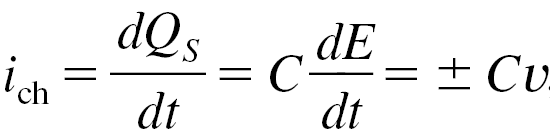 i_ch = dQ_S/dt = C dE/dt = ± Cv.